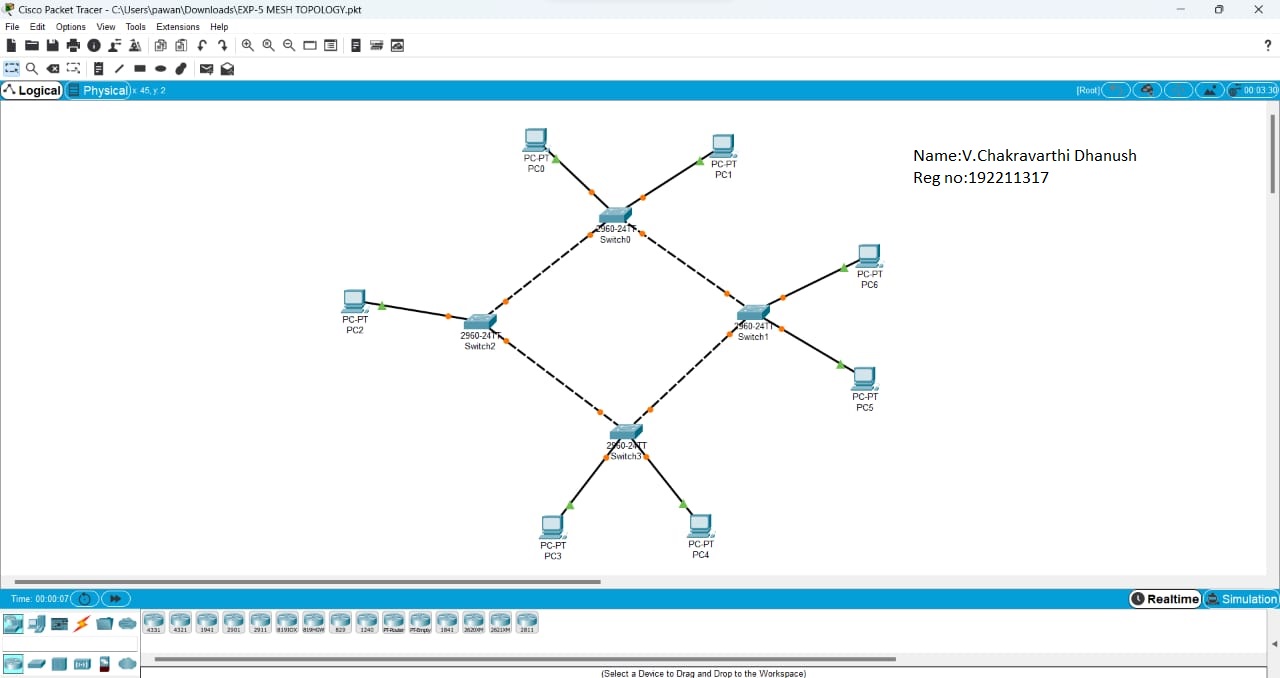 Cisco Packet Tracer - C:\Users\pawan\Downloads\EXP-5 MESH TOPOLOGY.pkt
File Edit Options View Tools Extensions Help
?
Logical Physical x: 45, y: 2 [Root] 00:03:30
PC-PT
PC0
PC-PT
PC1
Name:V.Chakravarthi Dhanush
Reg no:192211317
2960-24TT
Switch0
PC-PT
PC6
PC-PT
PC2
2960-24TT
Switch2
2960-24TT
Switch1
PC-PT
PC5
2960-24TT
Switch3
PC-PT
PC3
PC-PT
PC4
Time: 00:00:07 Realtime Simulation
4331 4321 1941 2901 2911 819IOX 819HGW 829 1240 PT-Router PT-Empty 1841 2620XM 2621XM 2811
(Select a Device to Drag and Drop to the Workspace)